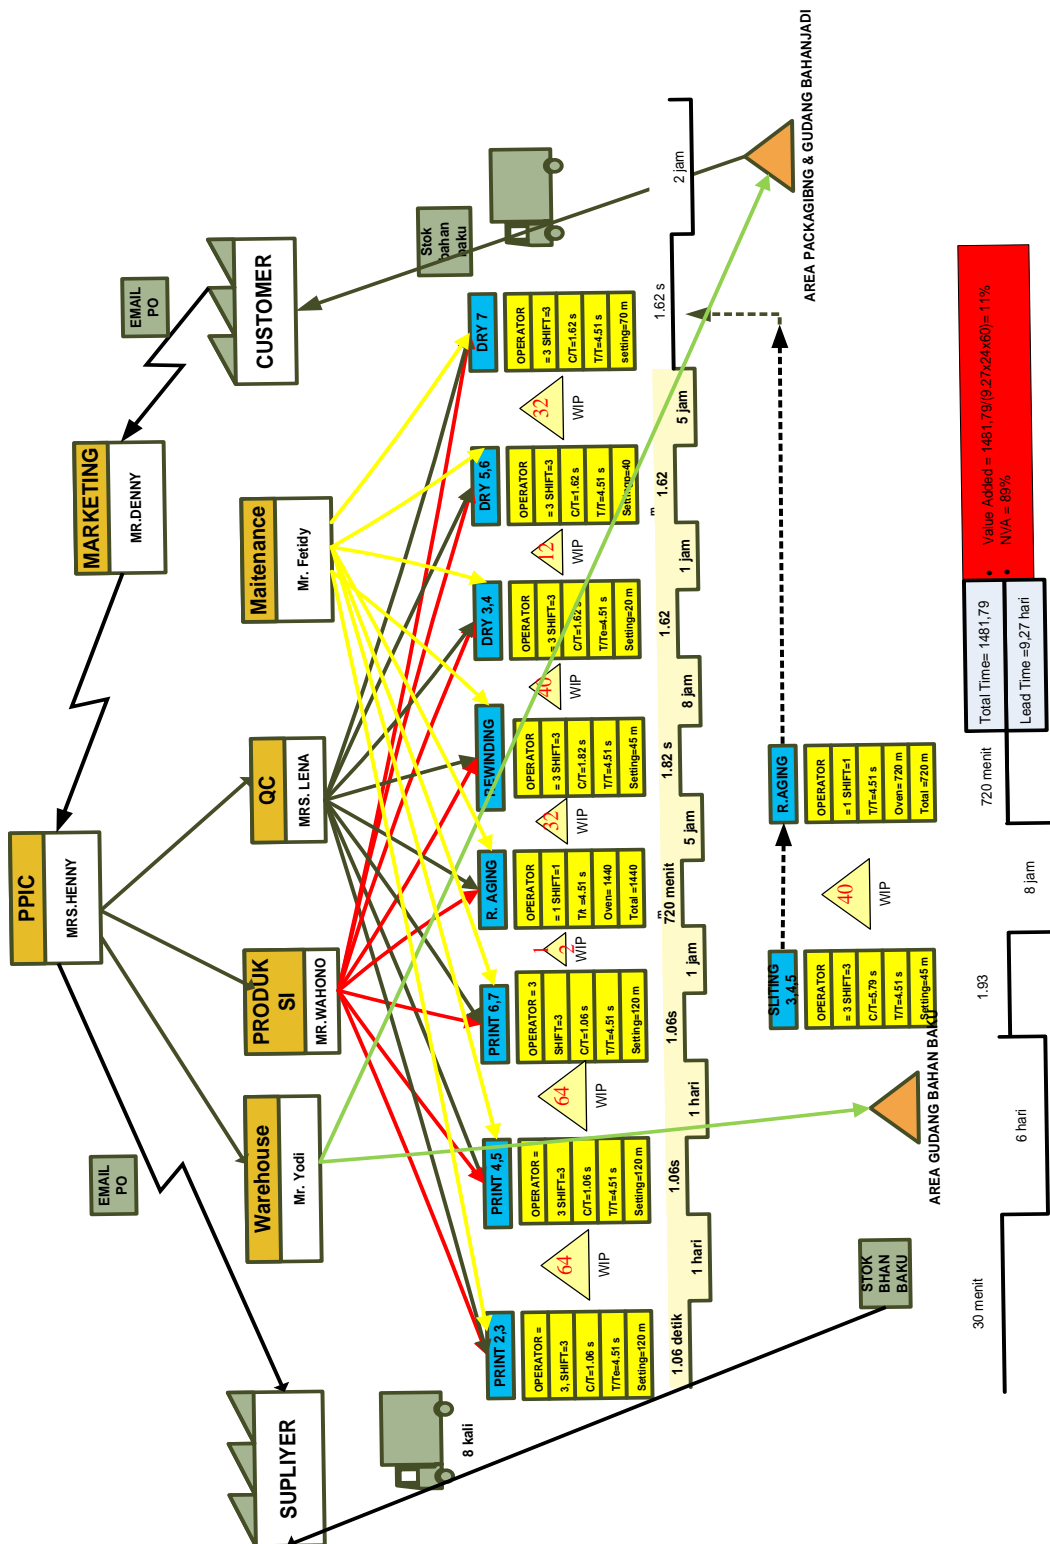 PPIC
MRS.HENNY
MARKETING
MR.DENNY
EMAIL
PO
EMAIL
PO
SUPLIYER
Warehouse
Mr. Yodi
PRODUK
SI
MR.WAHONO
QC
MRS. LENA
Maitenance
Mr. Fetidy
CUSTOMER
8 kali
Stok
bahan
baku
PRINT 2,3
OPERATOR =
3, SHIFT=3
C/T=1.06 s
T/Te=4.51 s
Setting=120 m
64
WIP
PRINT 4,5
OPERATOR =
3 SHIFT=3
C/T=1.06 s
T/T=4.51 s
Setting=120 m
64
WIP
PRINT 6,7
OPERATOR = 3
SHIFT=3
C/T=1.06 s
T/T=4.51 s
Setting=120 m
1
2
WIP
R. AGING
OPERATOR
= 1 SHIFT=1
T/t =4.51 s
Oven= 1440
Total =1440
m
32
WIP
REWINDING
OPERATOR
= 3 SHIFT=3
C/T=1.82 s
T/T=4.51 s
Setting=45 m
40
WIP
DRY 3,4
OPERATOR
= 3 SHIFT=3
C/T=1.62 s
T/Te=4.51 s
Setting=20 m
12
WIP
DRY 5,6
OPERATOR
= 3 SHIFT=3
C/T=1.62 s
T/T=4.51 s
Setting=40
m
32
WIP
DRY 7
OPERATOR
= 3 SHIFT=3
C/T=1.62 s
T/T=4.51 s
setting=70 m
1.06 detik
1 hari
1.06s
1 hari
1.06s
1 jam
720 menit
5 jam
1.82 s
8 jam
1.62
1 jam
1.62
5 jam
1.62 s
2 jam
STOK
BHAN
BAKU
AREA GUDANG BAHAN BAKU
SLITING
3,4,5
OPERATOR
= 3 SHIFT=3
C/T=5.79 s
T/T=4.51 s
Setting=45 m
40
WIP
R.AGING
OPERATOR
= 1 SHIFT=1
T/T=4.51 s
Oven= 720 m
Total =720 m
AREA PACKAGIBNG & GUDANG BAHANJADI
30 menit
6 hari
1.93
8 jam
720 menit
Total Time= 1481,79
Lead Time =9,27 hari
• Value Added = 1481,79/(9.27x24x60)= 11%
• NVA = 89%